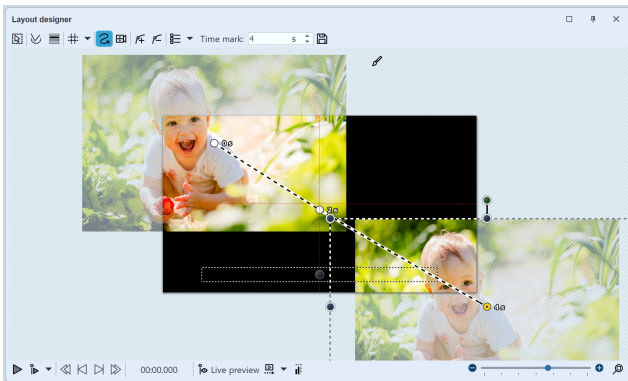 Layout designer
Time mark: 4 s
0s
2s
4s
00:00.000 Live preview